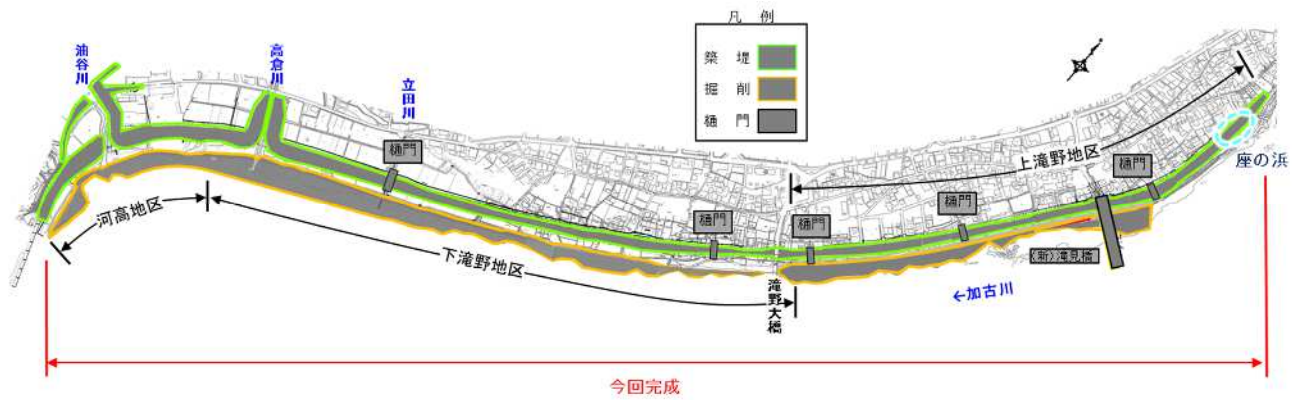 凡 例
築 堤
掘 削
樋 門
油谷川
高倉川
立田川
樋門
上滝野地区
樋門
座の浜
樋門
樋門
樋門
河高地区
下滝野地区
(新)滝見橋
滝野大橋
←加古川
今回完成